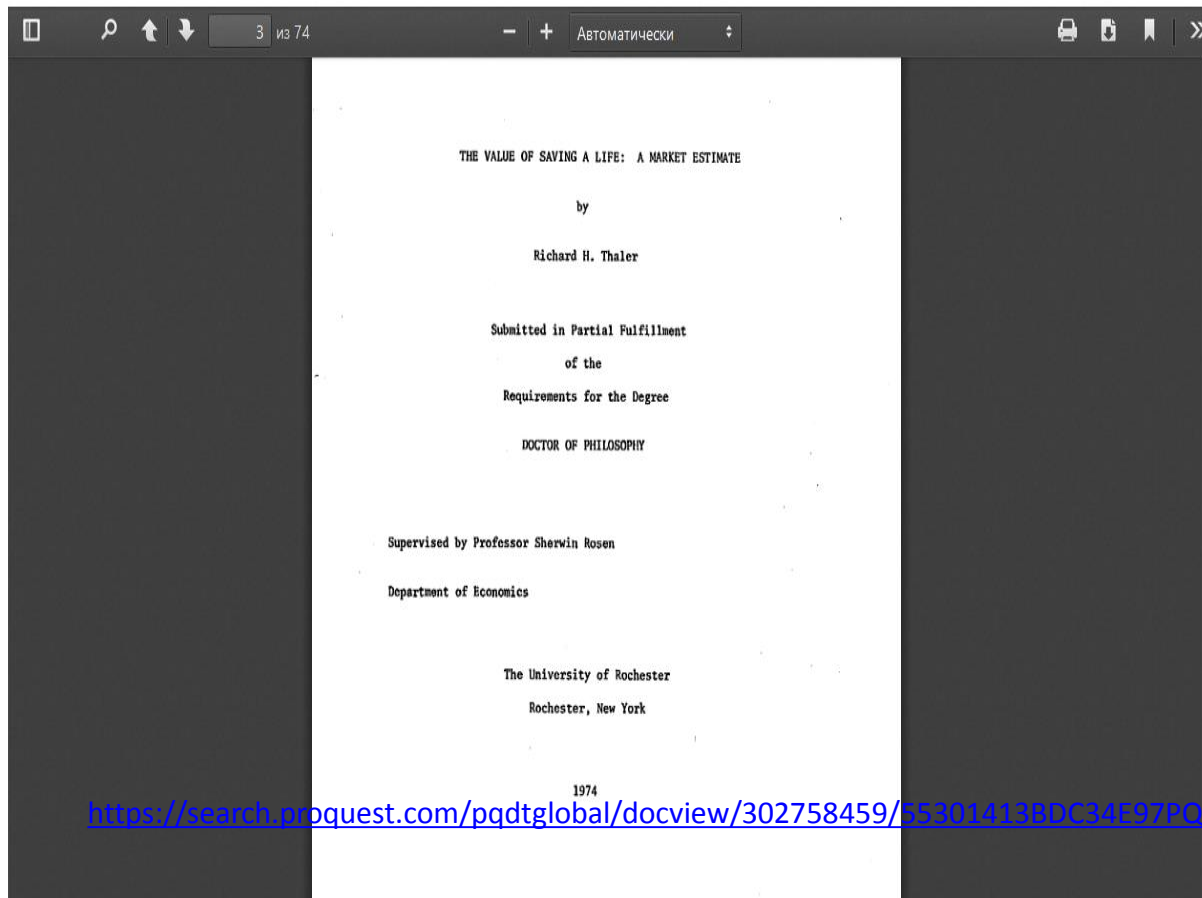 3 из 74
Автоматически
THE VALUE OF SAVING A LIFE: A MARKET ESTIMATE
by
Richard H. Thaler
Submitted in Partial Fulfillment
of the
Requirements for the Degree
DOCTOR OF PHILOSOPHY
Supervised by Professor Sherwin Rosen
Department of Economics
The University of Rochester
Rochester, New York
1974
https://search.proquest.com/pqdtglobal/docview/302758459/55301413BDC34E97PQ